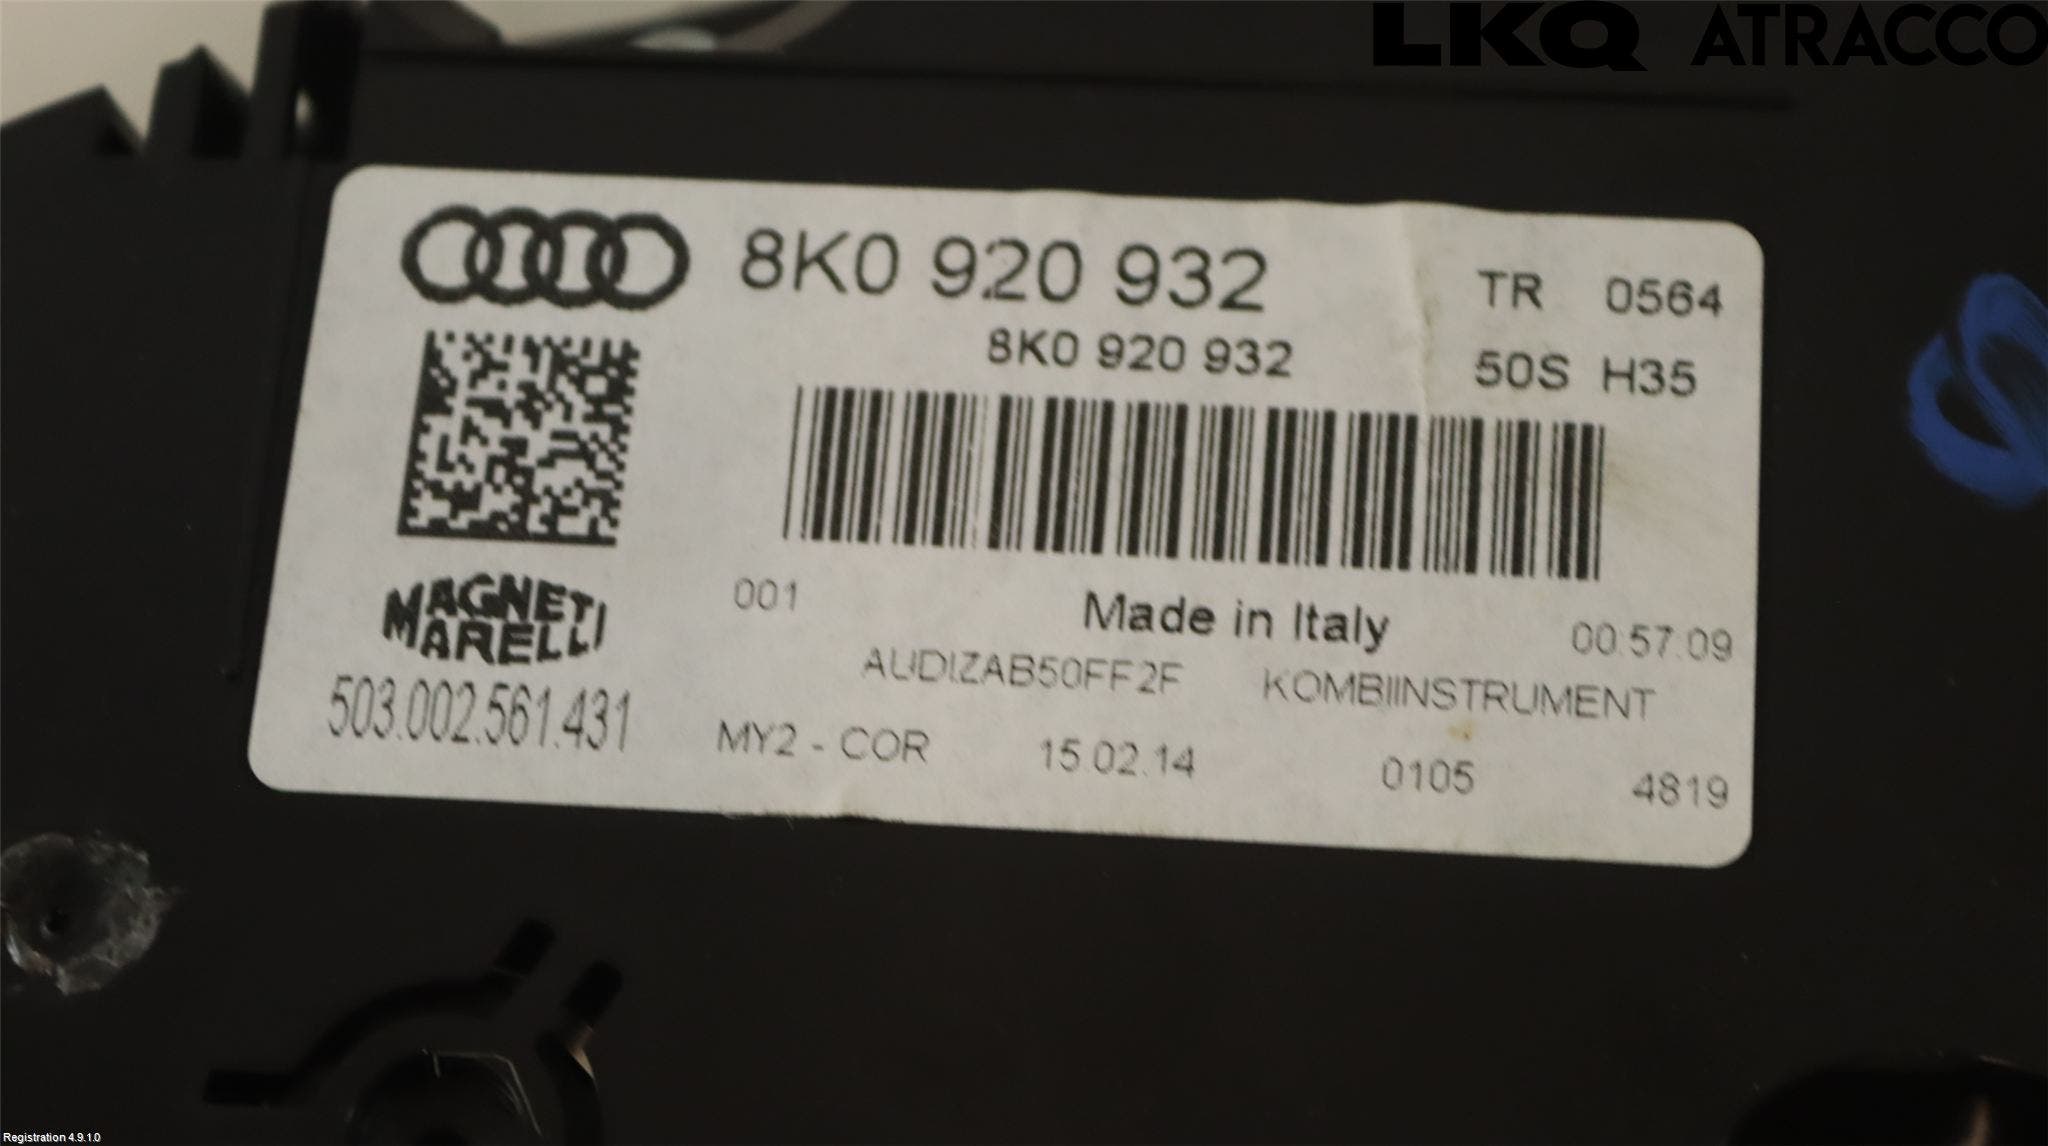 LKQ ATRACCO
8K0 920 932
TR 0564
8K0 920 932
50S H35
001
Made in Italy
00.57.09
MAGNETI
MARELLI
AUDIZAB50FF2F KOMBIINSTRUMENT
503.002.561.431
MY2 - COR 15.02.14 0105 4819
Registration 4.9.1.0